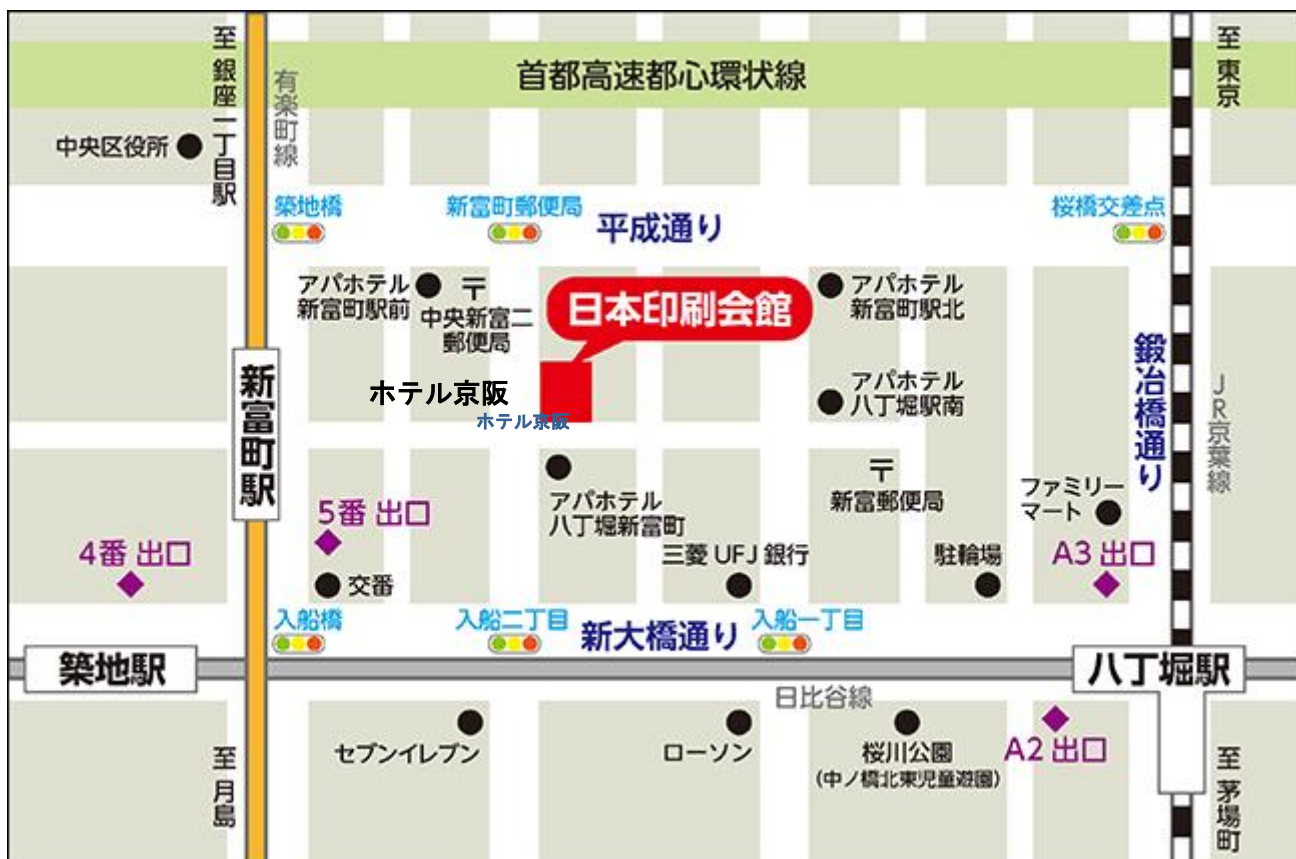 至 銀座一丁目駅
有楽町線
首都高速都心環状線
至 東京
中央区役所
築地橋
新富町郵便局
平成通り
桜橋交差点
アパホテル
新富町駅前
〒
中央新富二
郵便局
日本印刷会館
アパホテル
新富町駅北
鍛冶橋通り
新富町駅
ホテル京阪
ホテル京阪
アパホテル
八丁堀駅南
JR京葉線
アパホテル
八丁堀新富町
〒
新富郵便局
ファミリー
マート
5番 出口
4番 出口
交番
三菱 UFJ 銀行
駐輪場
A3 出口
入船橋
入船二丁目
新大橋通り
入船一丁目
築地駅
八丁堀駅
日比谷線
セブンイレブン
ローソン
桜川公園
(中ノ橋北東児童遊園)
A2 出口
至 月島
至 茅場町